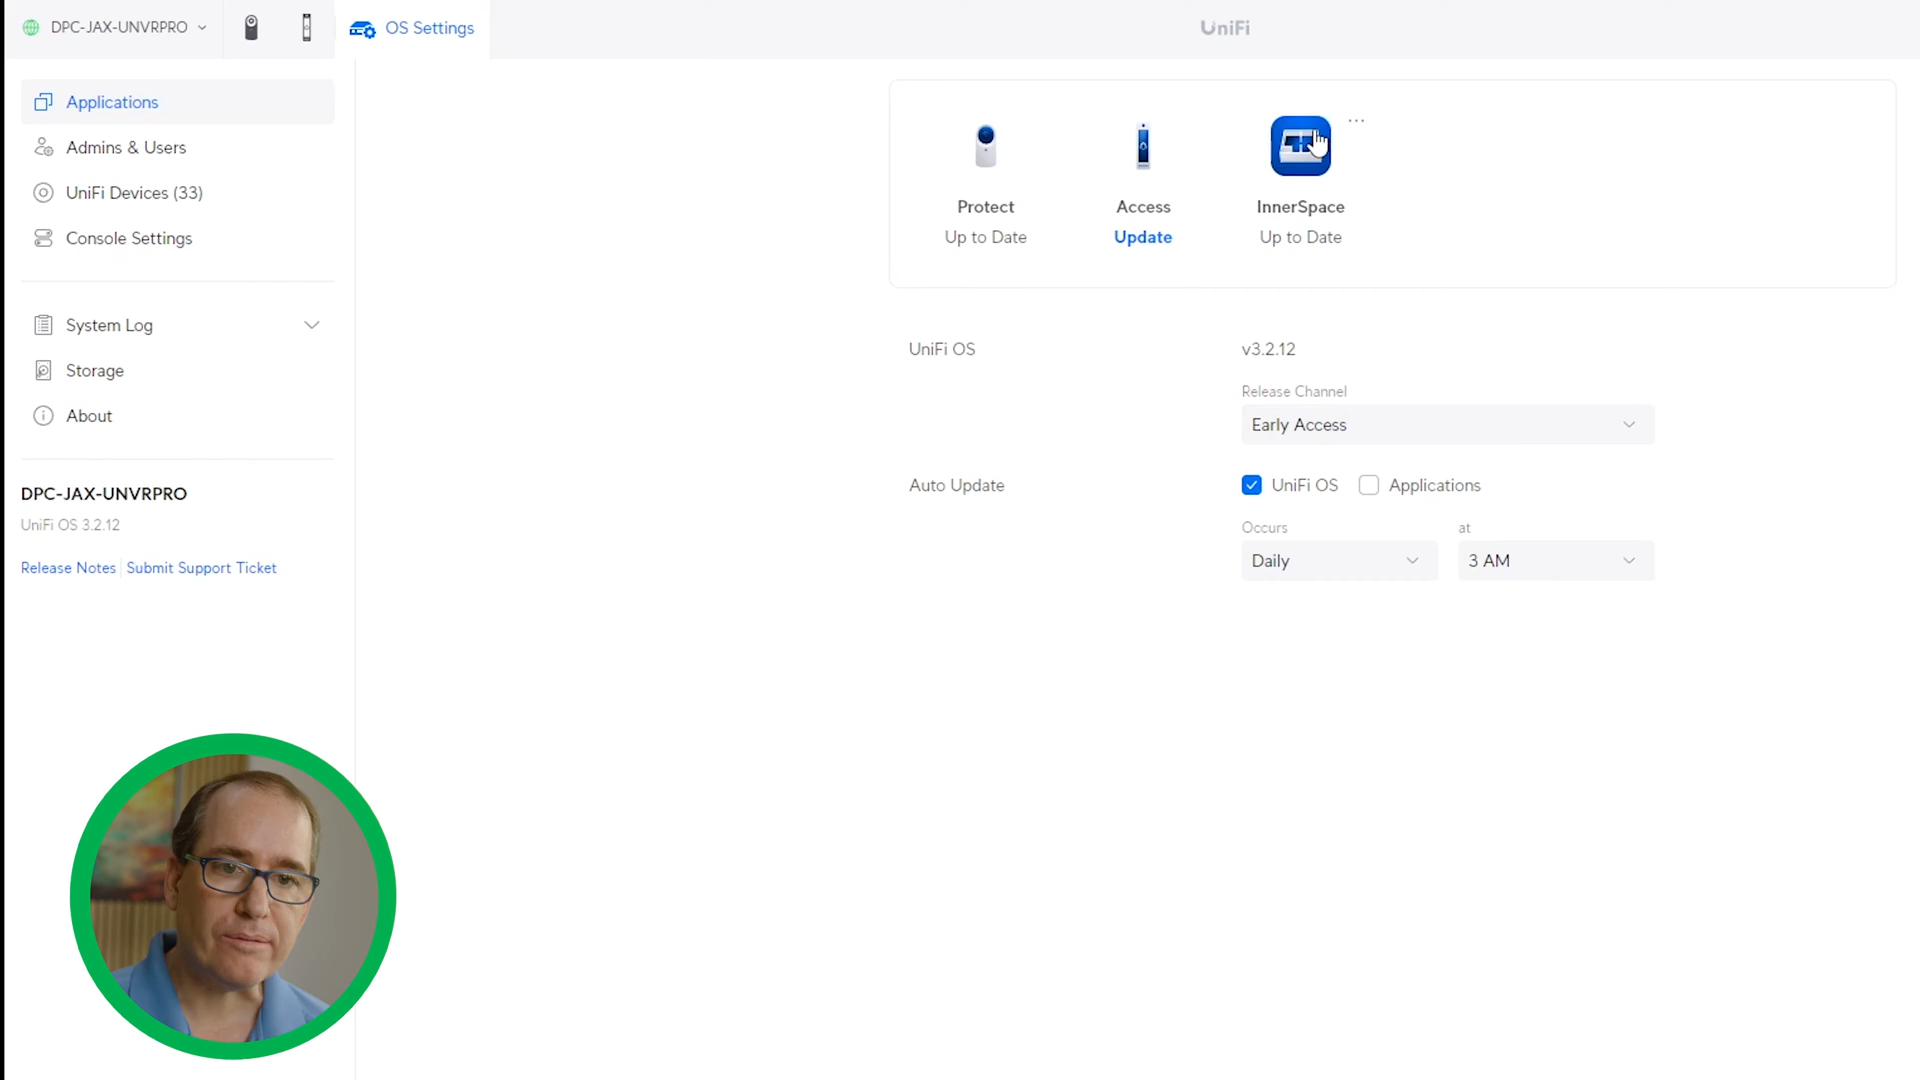 DPC-JAX-UNVRPRO
OS Settings
UniFi
Applications
Admins & Users
UniFi Devices (33)
Console Settings
System Log
Storage
About
DPC-JAX-UNVRPRO
UniFi OS 3.2.12
Release Notes Submit Support Ticket
Protect
Up to Date
Access
Update
InnerSpace
Up to Date
UniFi OS
v3.2.12
Release Channel
Early Access
Auto Update
UniFi OS
Applications
Occurs
at
Daily
3 AM